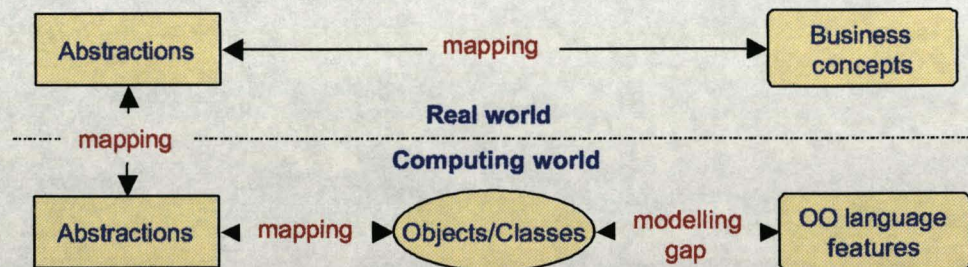 Abstractions
mapping
Business
concepts
Real world
mapping
Computing world
Abstractions
mapping
Objects/Classes
modelling
gap
OO language
features